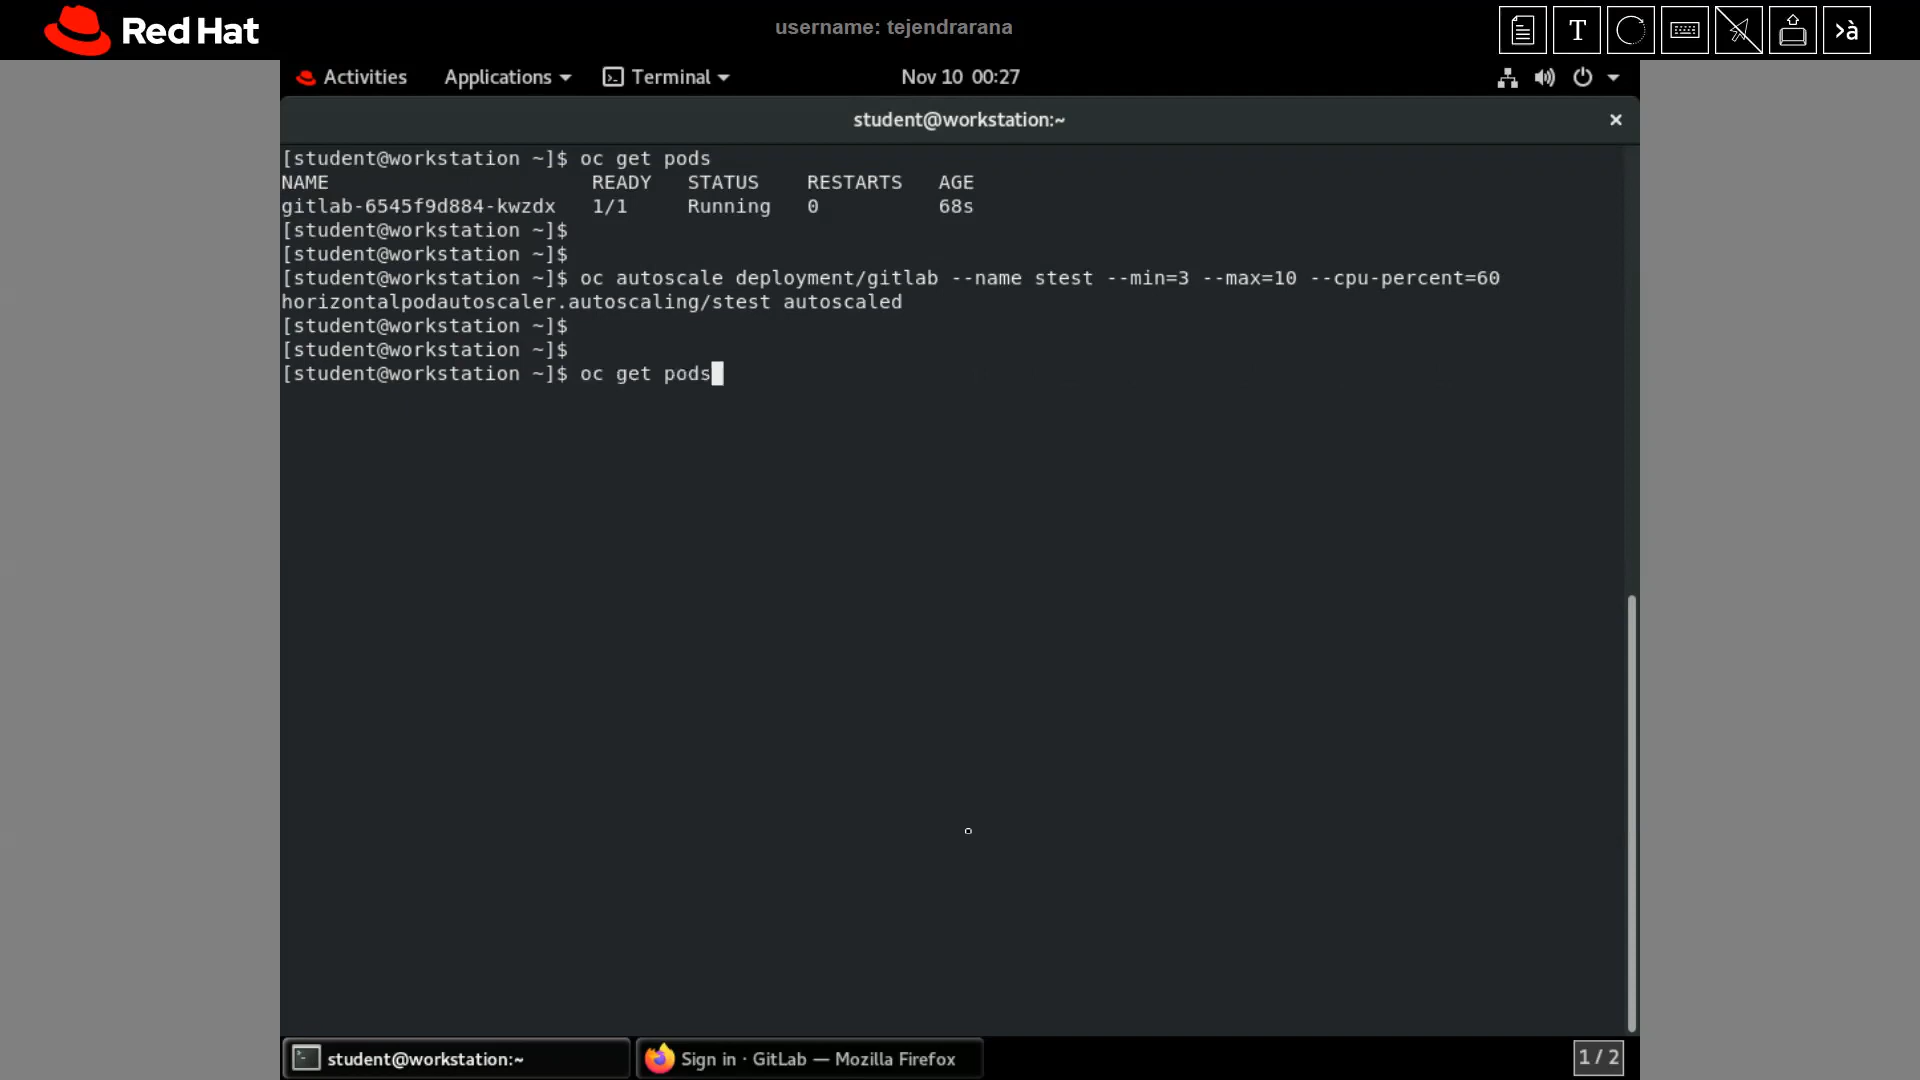 Red Hat
username: tejendrarana
T
>à
Activities Applications Terminal Nov 10 00:27
student@workstation:~ ×
[student@workstation ~]$ oc get pods
NAME READY STATUS RESTARTS AGE
gitlab-6545f9d884-kwzdx 1/1 Running 0 68s
[student@workstation ~]$
[student@workstation ~]$
[student@workstation ~]$ oc autoscale deployment/gitlab --name stest --min=3 --max=10 --cpu-percent=60
horizontalpodautoscaler.autoscaling/stest autoscaled
[student@workstation ~]$
[student@workstation ~]$
[student@workstation ~]$ oc get pods
student@workstation:~ Sign in · GitLab — Mozilla Firefox 1 / 2